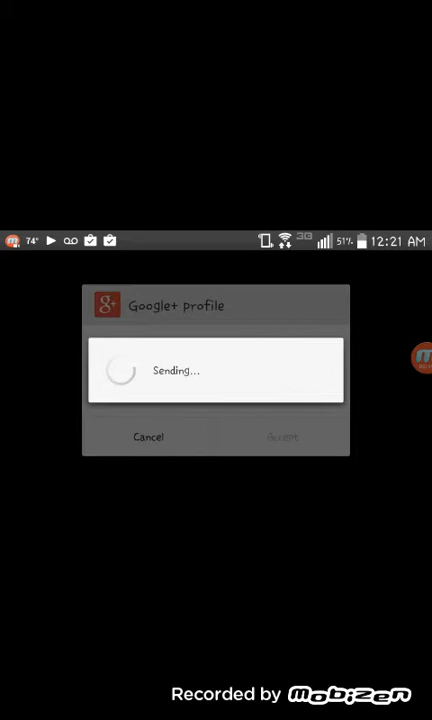 74° 3G 51% 12:21 AM
g+ Google+ profile
Sending...
Cancel Accept
Recorded by Mobizen